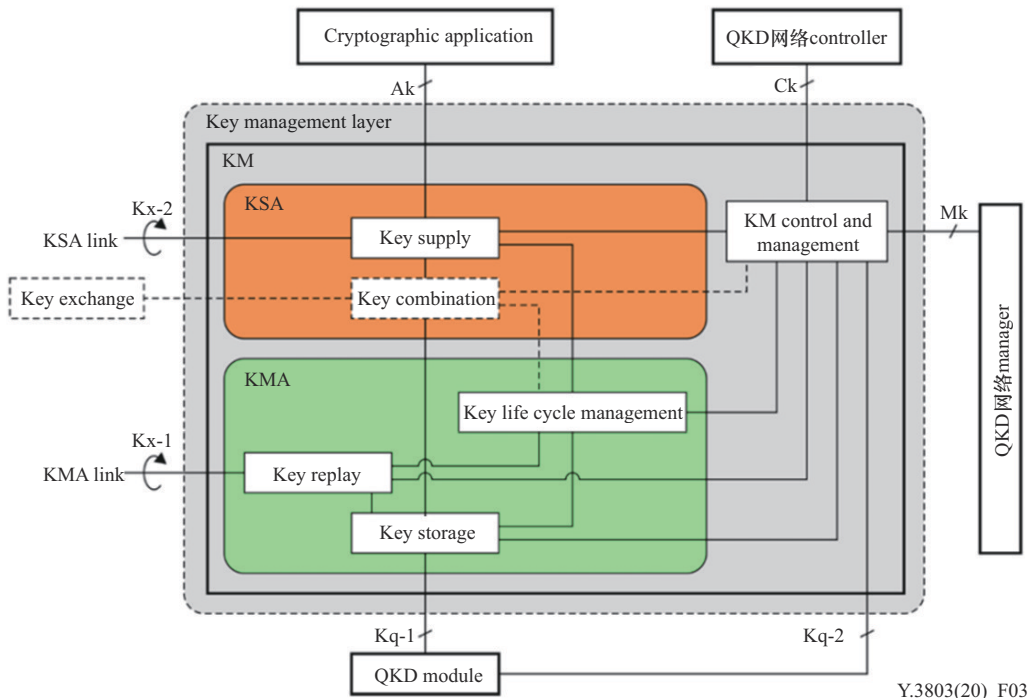 Cryptographic application
QKD网络controller
Ak
Ck
Key management layer
KM
KSA
Kx-2
KSA link
Key supply
KM control and
management
Mk
Key exchange
Key combination
KMA
Key life cycle management
QKD网络manager
Kx-1
KMA link
Key replay
Key storage
Kq-1
Kq-2
QKD module
Y.3803(20)_F03